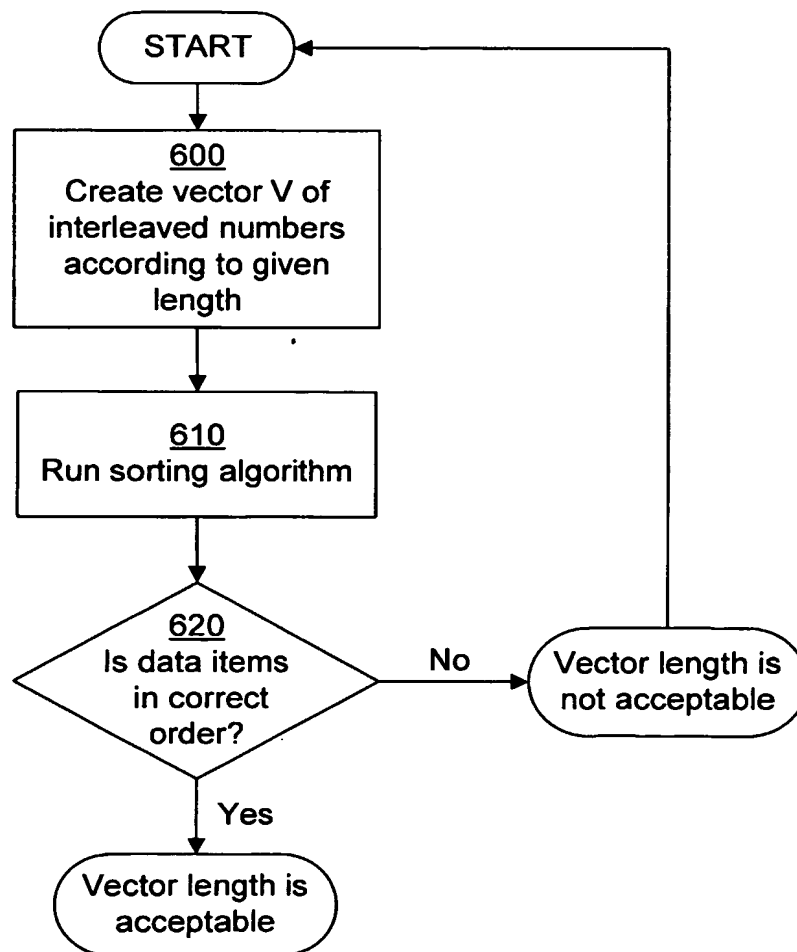 START
600
Create vector V of
interleaved numbers
according to given
length
610
Run sorting algorithm
620
Is data items
in correct
order?
No
Vector length is
not acceptable
Yes
Vector length is
acceptable